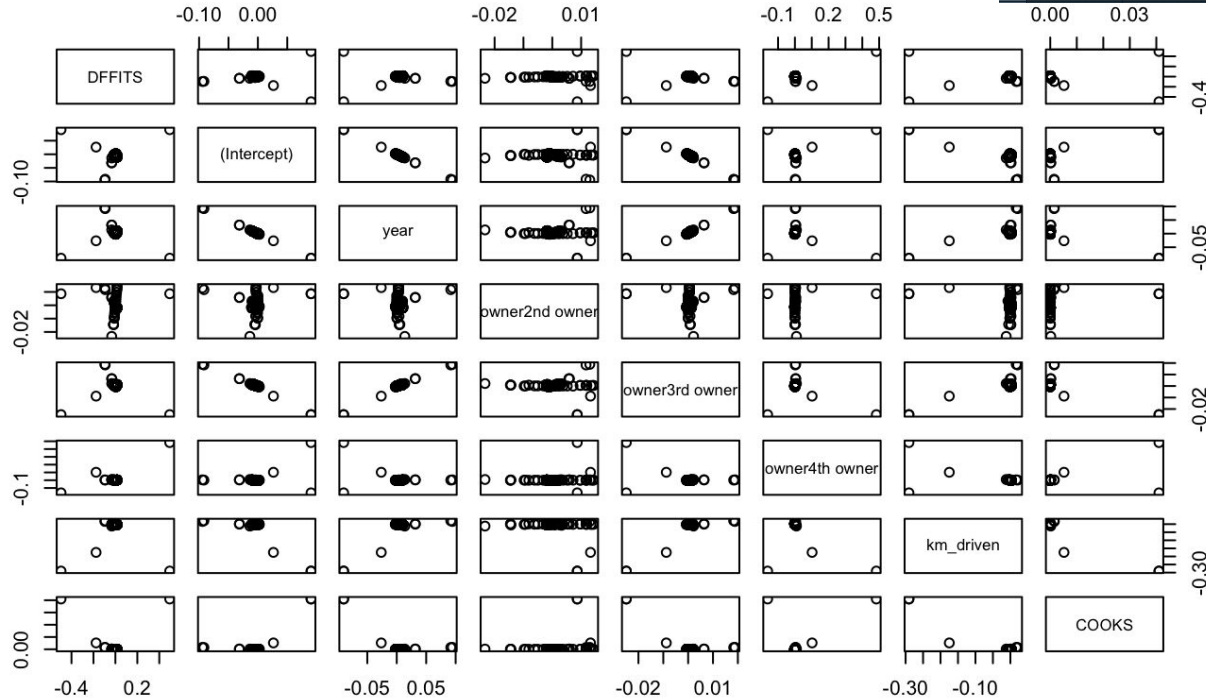 -0.10 0.00 -0.02 0.01 -0.1 0.2 0.5 0.00 0.03
DFFITS -0.4
-0.10 (Intercept)
year -0.05
-0.02 owner2nd owner
owner3rd owner -0.02
-0.1 owner4th owner
km_driven -0.30
0.00 COOKS
-0.4 0.2 -0.05 0.05 -0.02 0.01 -0.30 -0.10